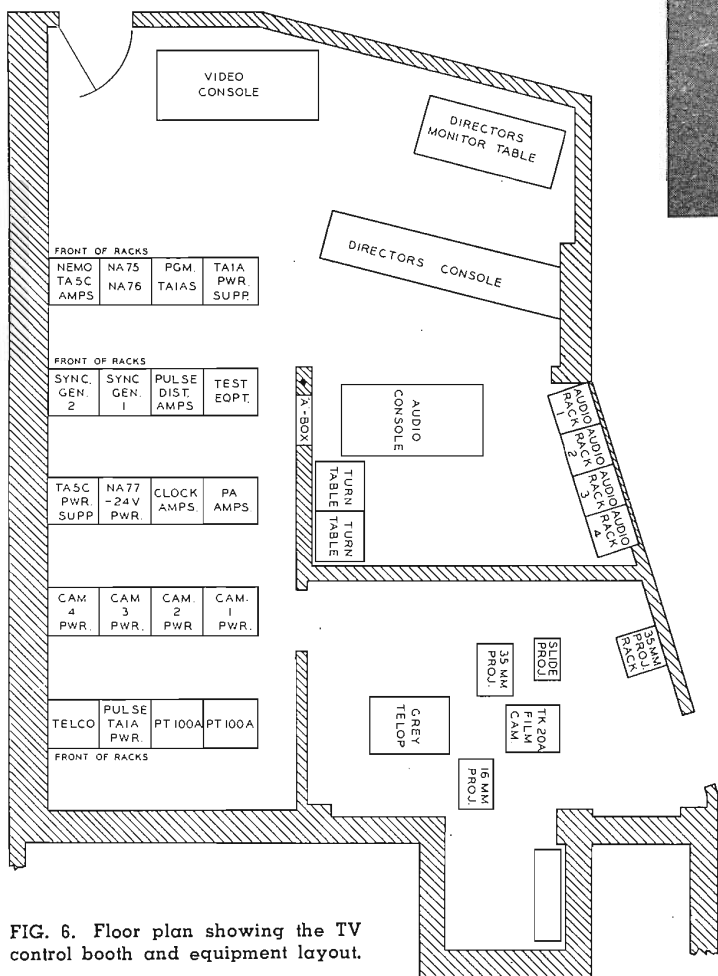 VIDEO
CONSOLE
DIRECTORS
MONITOR TABLE
DIRECTORS CONSOLE
FRONT OF RACKS
NEMO
TA5C
AMPS
NA75
NA76
PGM.
TA1AS
TA1A
PWR.
SUPP.
FRONT OF RACKS
SYNC.
GEN.
2
SYNC
GEN.
1
PULSE
DIST.
AMPS
TEST
EQPT.
'A'-BOX
AUDIO
CONSOLE
AUDIO
RACK
1
AUDIO
RACK
2
AUDIO
RACK
3
AUDIO
RACK
4
TURN
TABLE
TURN
TABLE
TA5C
PWR.
SUPP
NA77
-24V
PWR.
CLOCK
AMPS.
PA
AMPS
CAM
4
PWR.
CAM
3
PWR.
CAM.
2
PWR
CAM-
1
PWR.
35 MM
PROJ.
SLIDE
PROJ.
35 MM
PROJ.
RACK
GREY
TELOP
TK 20A
FILM
CAM
16 MM
PROJ.
TELCO
PULSE
TA1A
PWR.
PT 100A
PT 100A
FRONT OF RACKS
FIG. 6. Floor plan showing the TV
control booth and equipment layout.